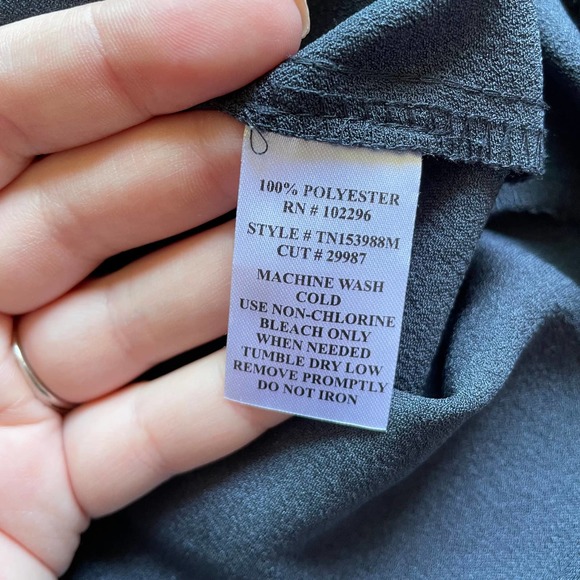 100% POLYESTER
RN # 102296
STYLE # TN153988M
CUT # 29987
MACHINE WASH
COLD
USE NON-CHLORINE
BLEACH ONLY
WHEN NEEDED
TUMBLE DRY LOW
REMOVE PROMPTLY
DO NOT IRON